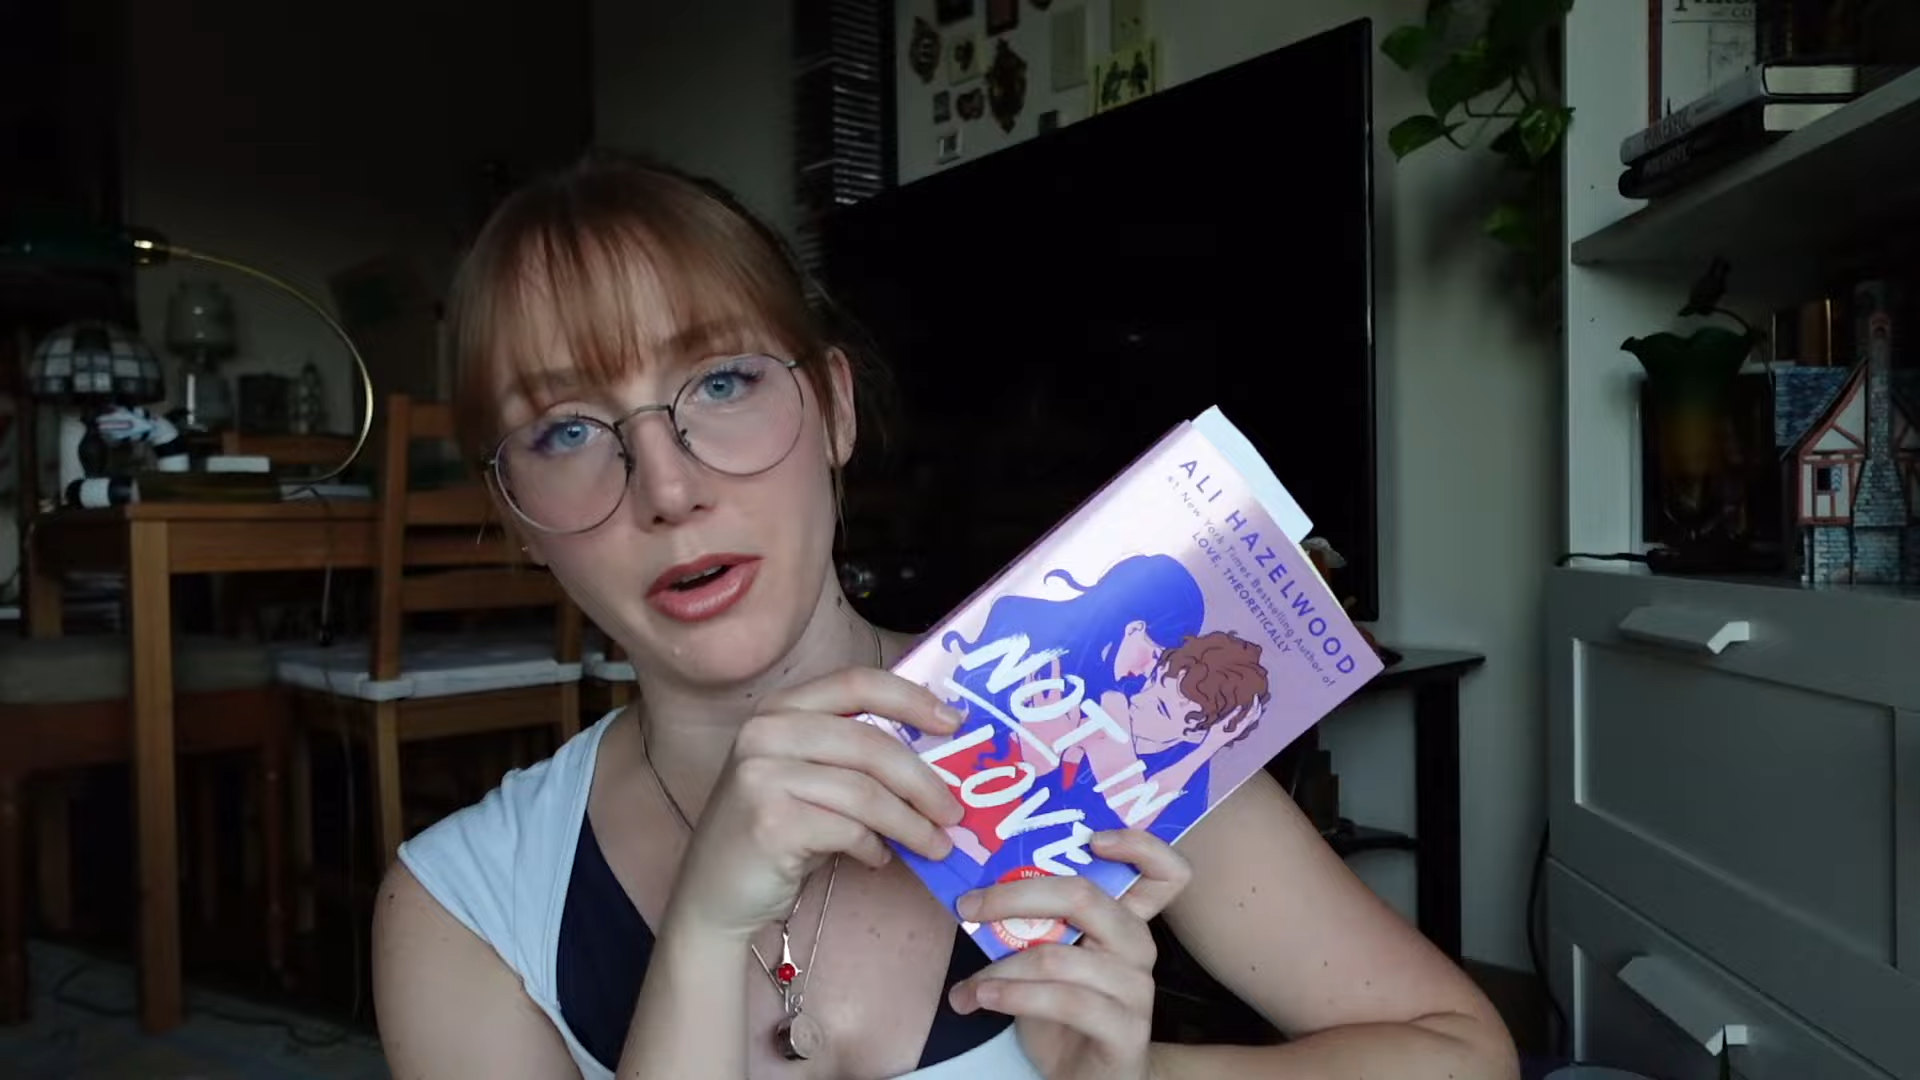 ALI HAZELWOOD
#1 New York Times Bestselling Author of
LOVE, THEORETICALLY
NOT IN
LOVE